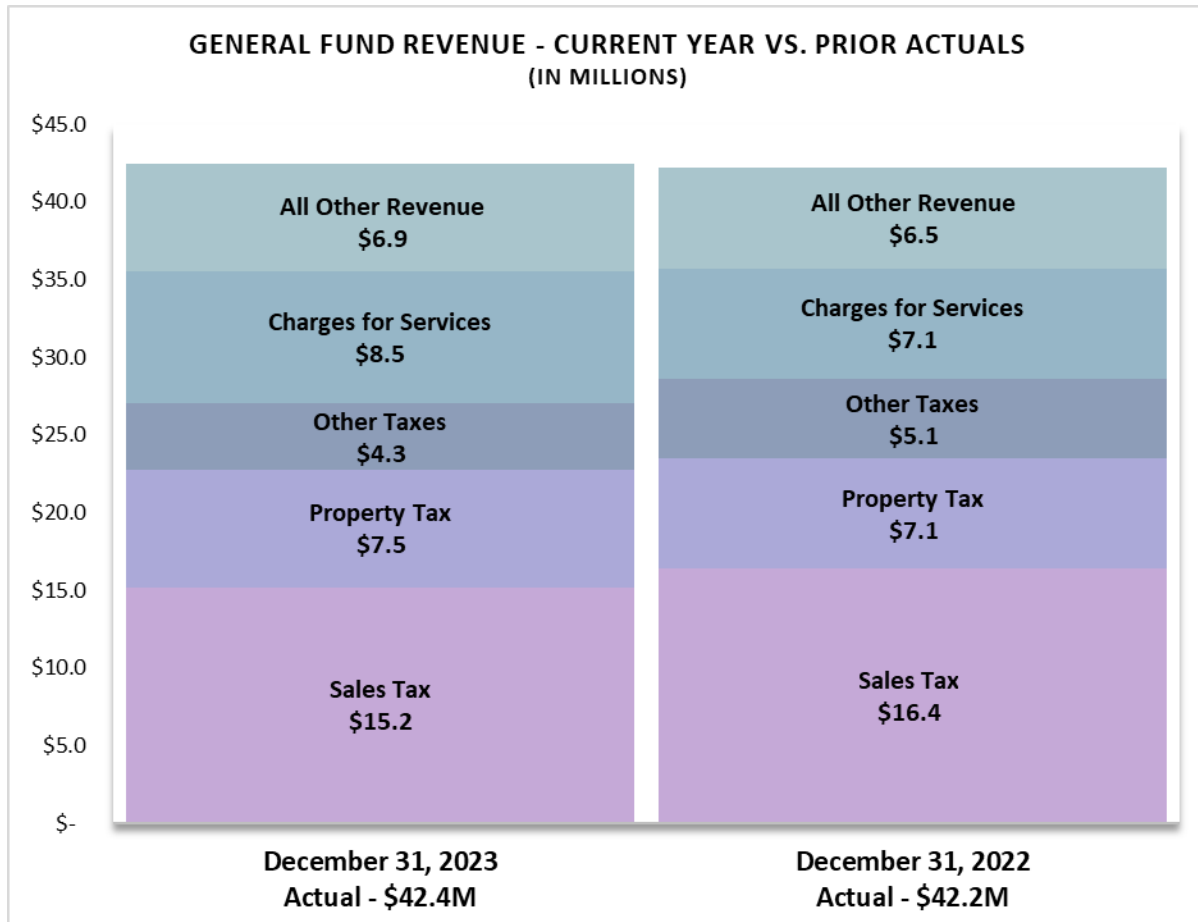 GENERAL FUND REVENUE - CURRENT YEAR VS. PRIOR ACTUALS
(IN MILLIONS)
$45.0
$40.0
$35.0
$30.0
$25.0
$20.0
$15.0
$10.0
$5.0
$-
All Other Revenue
$6.9
Charges for Services
$8.5
Other Taxes
$4.3
Property Tax
$7.5
Sales Tax
$15.2
All Other Revenue
$6.5
Charges for Services
$7.1
Other Taxes
$5.1
Property Tax
$7.1
Sales Tax
$16.4
December 31, 2023
Actual - $42.4M
December 31, 2022
Actual - $42.2M